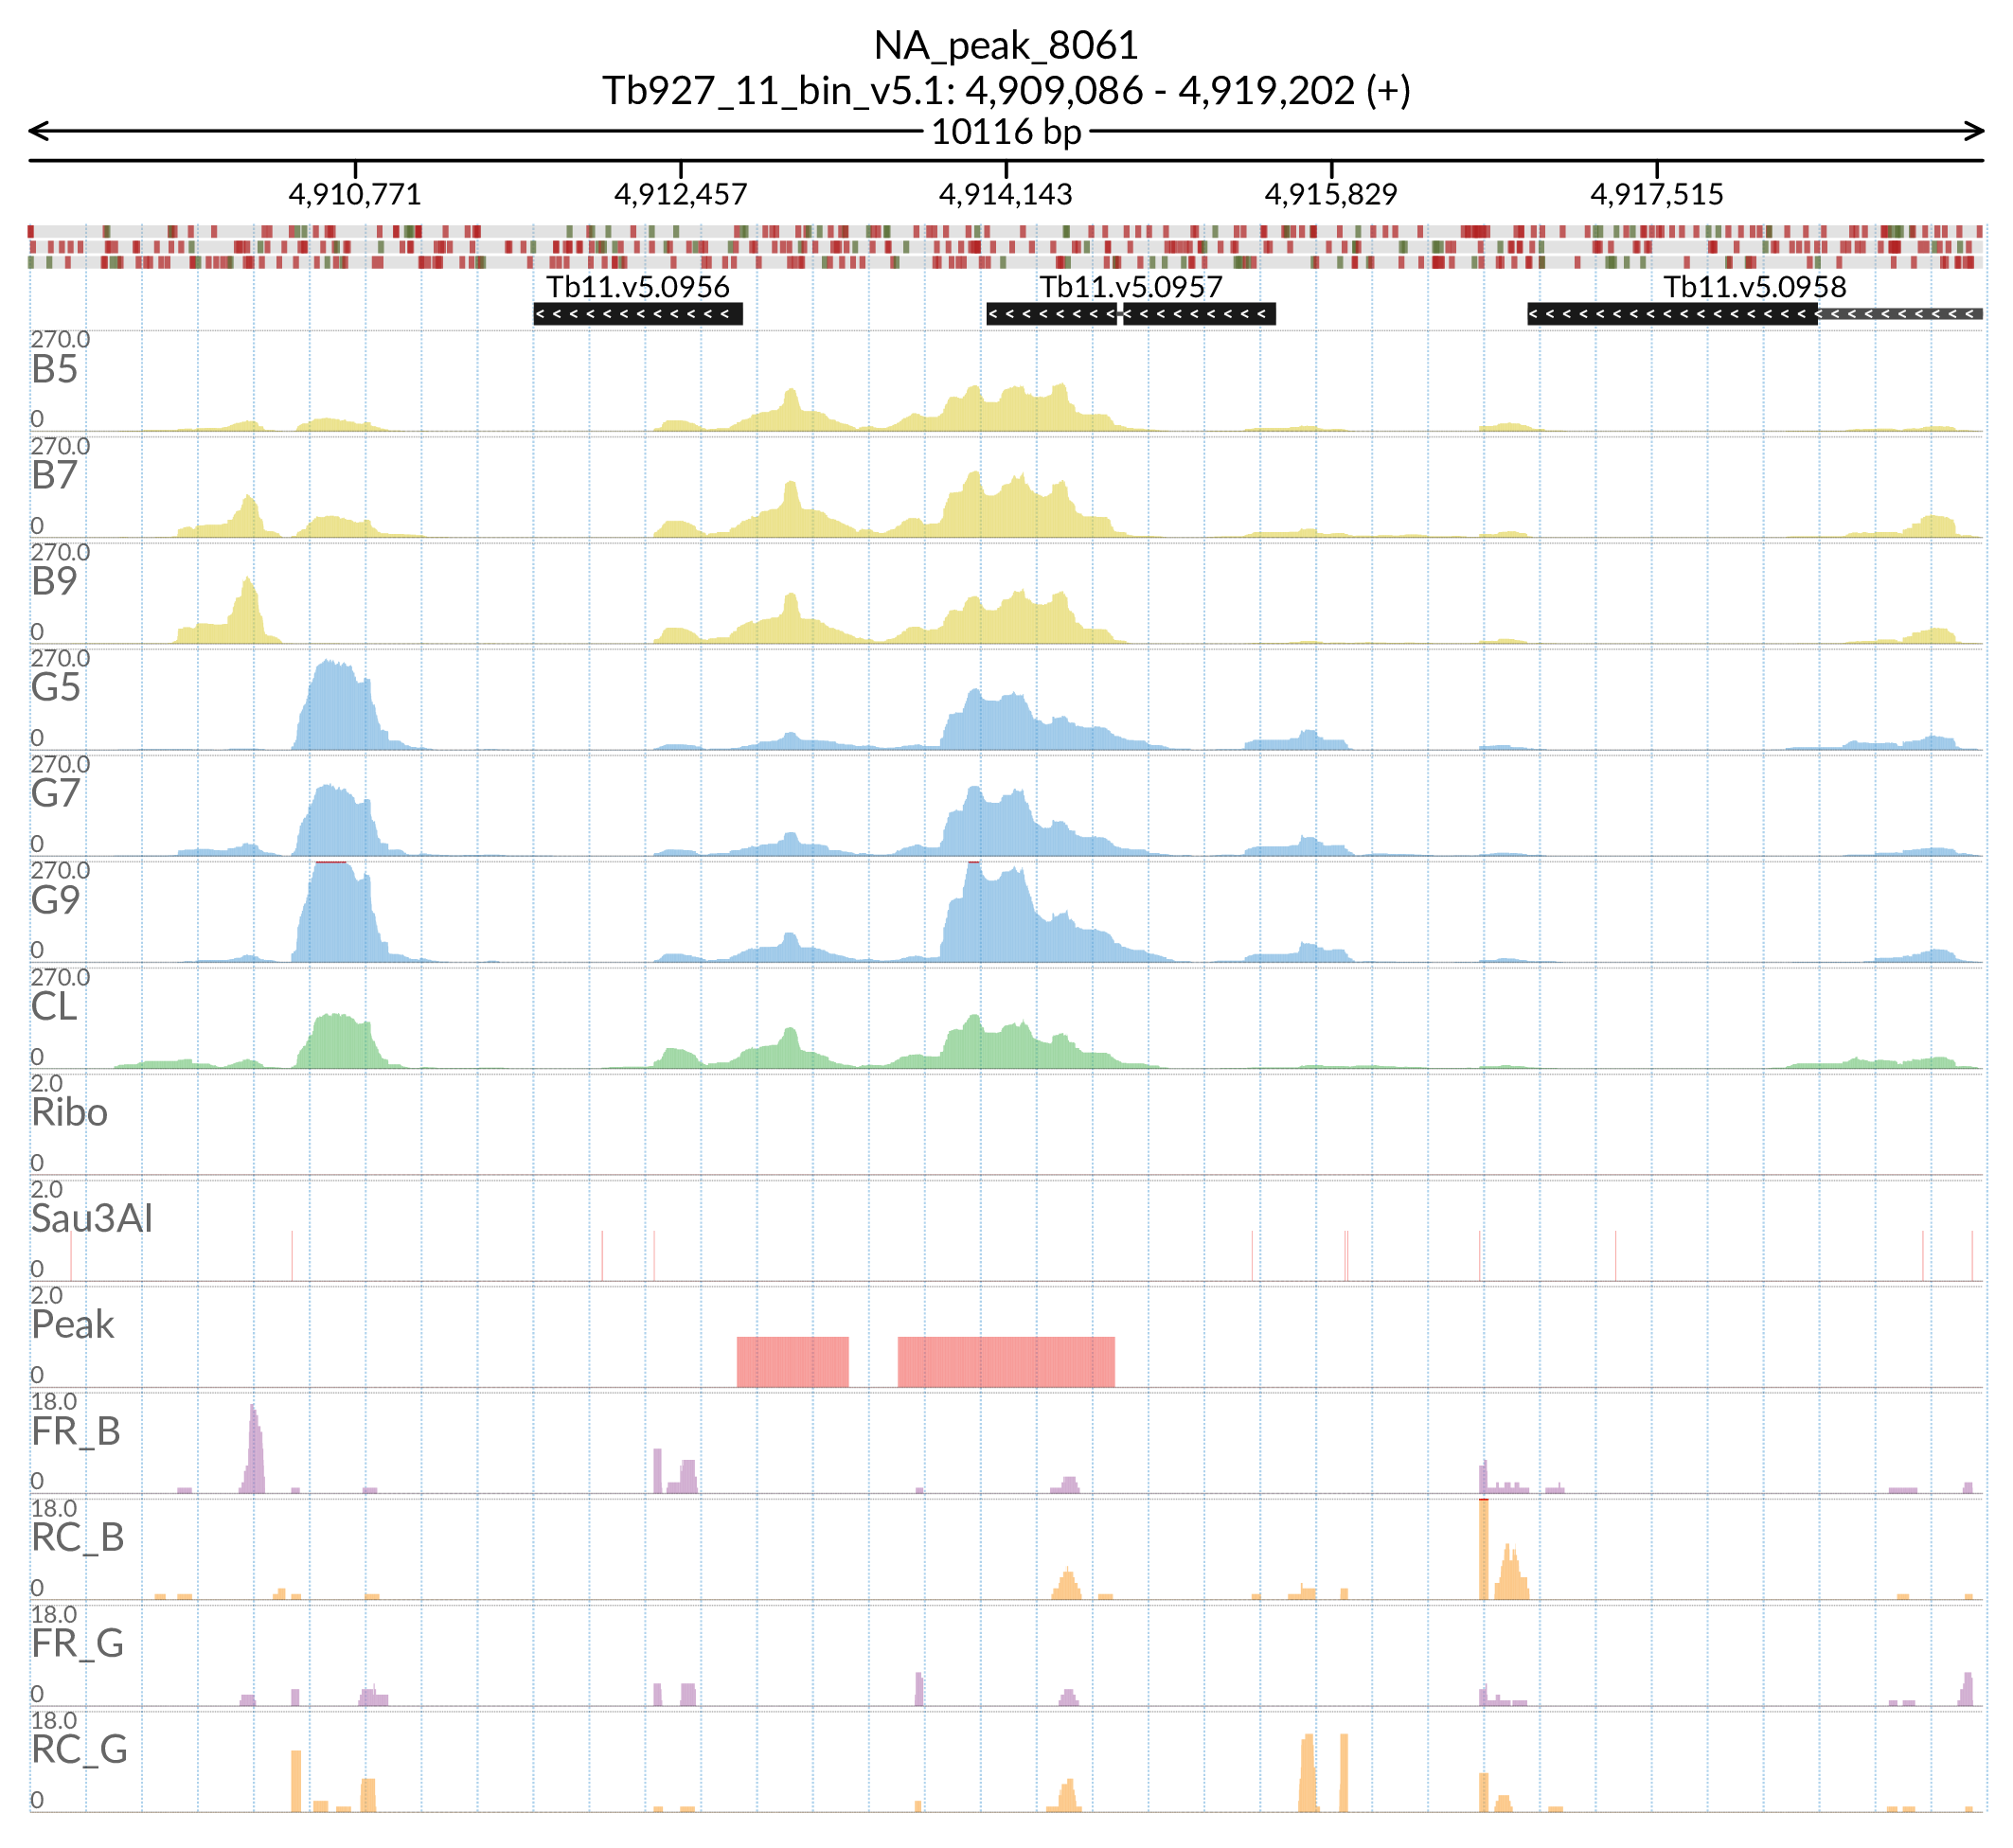 NA_peak_8061
Tb927_11_bin_v5.1: 4,909,086 - 4,919,202 (+)
10116 bp
4,910,771 4,912,457 4,914,143 4,915,829 4,917,515
Tb11.v5.0956 Tb11.v5.0957 Tb11.v5.0958
270.0
B5
0
270.0
B7
0
270.0
B9
0
270.0
G5
0
270.0
G7
0
270.0
G9
0
270.0
CL
0
2.0
Ribo
0
2.0
Sau3AI
0
2.0
Peak
0
18.0
FR_B
0
18.0
RC_B
0
18.0
FR_G
0
18.0
RC_G
0